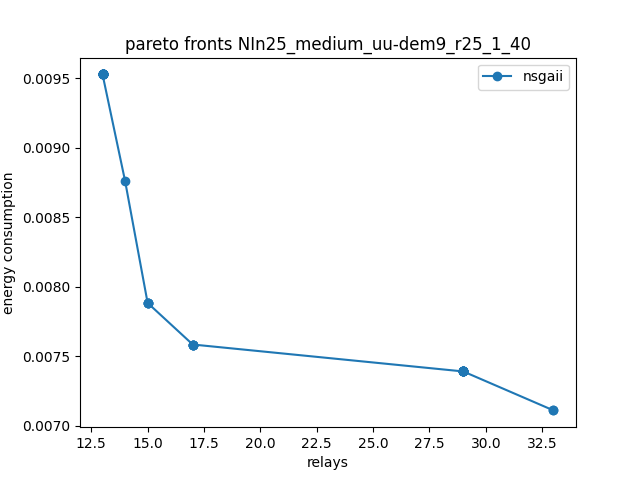 pareto fronts NIn25_medium_uu-dem9_r25_1_40
nsgaii
energy consumption
0.0095
0.0090
0.0085
0.0080
0.0075
0.0070
12.5 15.0 17.5 20.0 22.5 25.0 27.5 30.0 32.5
relays